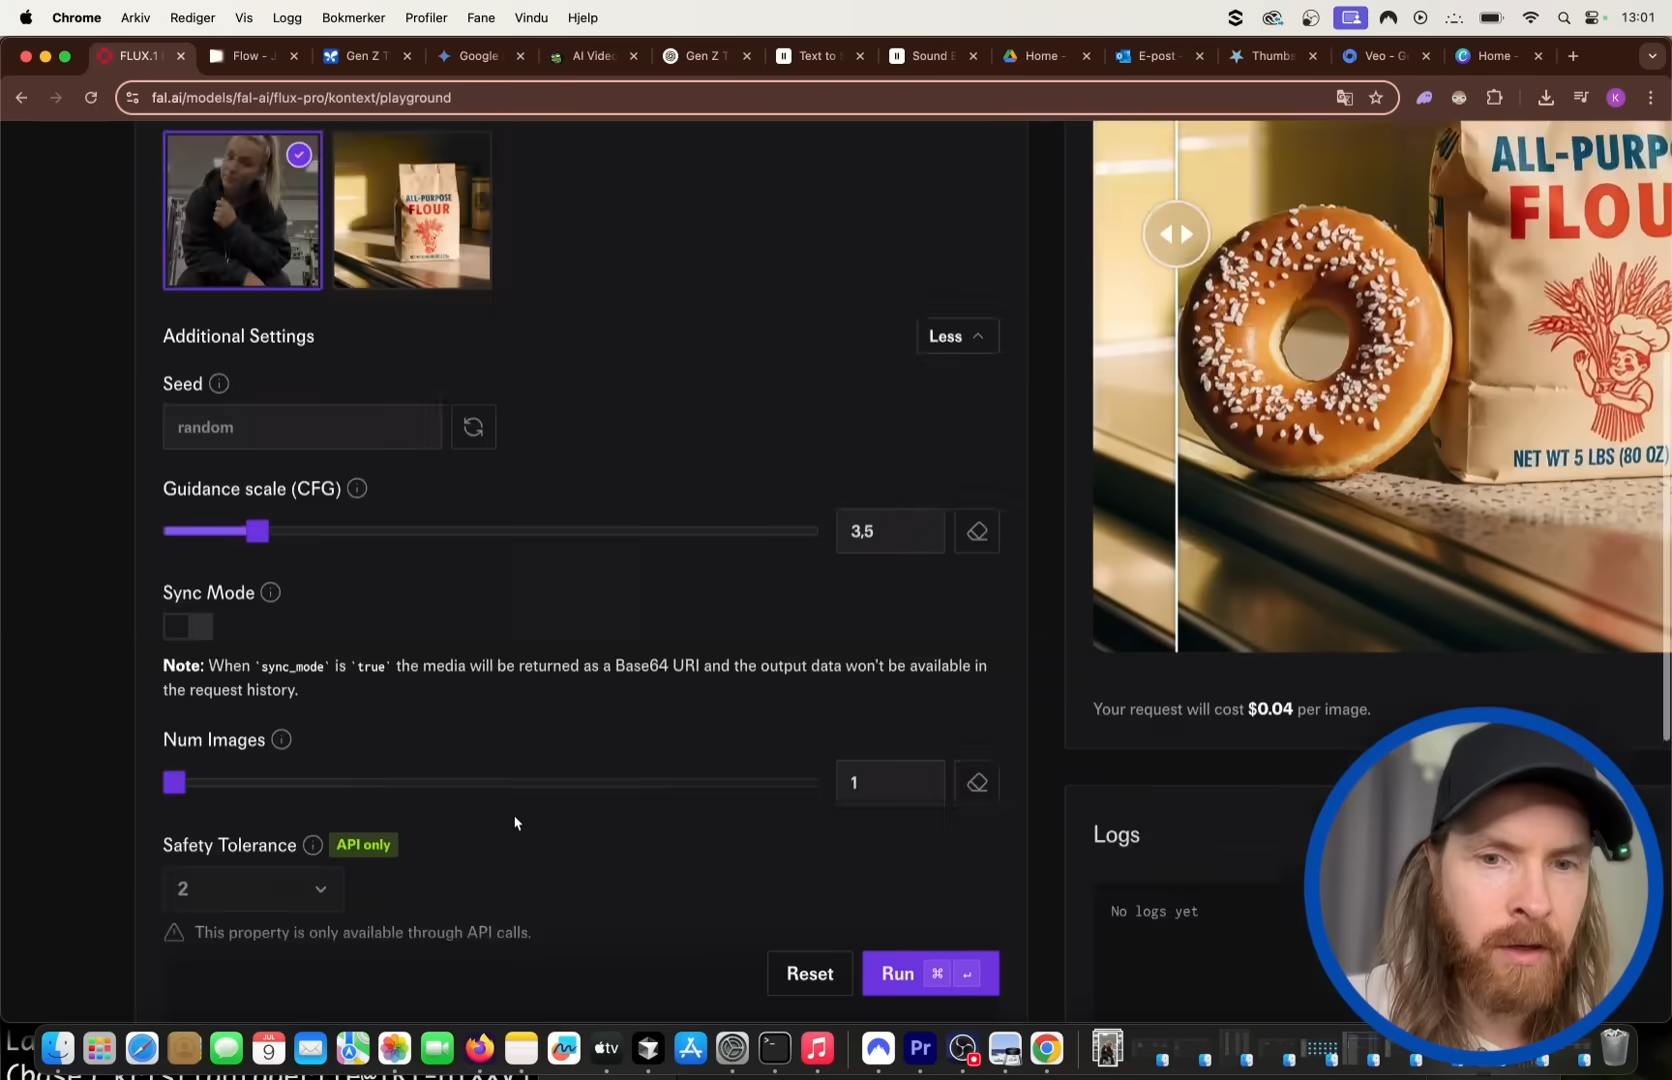 Chrome Arkiv Rediger Vis Logg Bokmerker Profiler Fane Vindu Hjelp 13:01
FLUX.1 Flow - Gen Z T Google AI Video Gen Z T Text to Sound E Home - E-post - Thumbs Veo - G Home -
fal.ai/models/fal-ai/flux-pro/kontext/playground K
ALL-PURPOSE
FLOUR
ALL-PURP
FLOU
NET WT 5 LBS (80 OZ)
Additional Settings Less
Seed
random
Guidance scale (CFG)
3,5
Sync Mode
Note: When `sync_mode` is `true` the media will be returned as a Base64 URI and the output data won't be available in
the request history.
Your request will cost $0.04 per image.
Num Images
1
Safety Tolerance API only
2
This property is only available through API calls.
Reset Run ⌘ ↵
Logs
No logs yet
JUL
9
tv
Pr